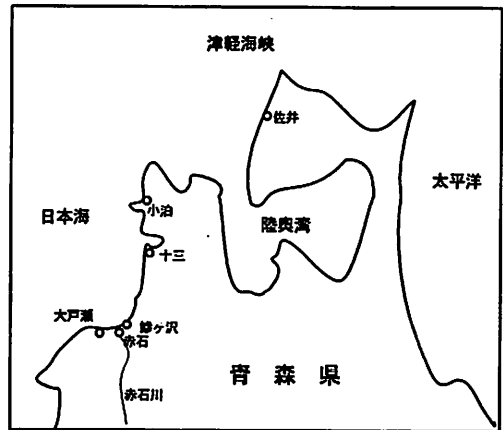 津軽海峡
佐井
太平洋
日本海
小泊
陸奥湾
十三
大戸瀬
鰺ヶ沢
赤石
青森県
赤石川